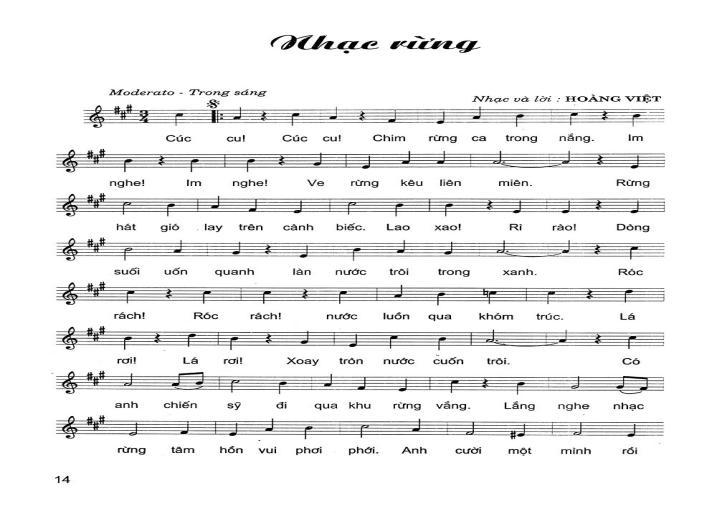 Nhạc rừng
Moderato - Trong sáng
Nhạc và lời : HOÀNG VIỆT
Cúc cu! Cúc cu! Chim rừng ca trong nắng. Im
nghe! Im nghe! Ve rừng kêu liên miên. Rừng
hát gió lay trên cành biếc. Lao xao! Rì rào! Dòng
suối uốn quanh làn nước trôi trong xanh. Róc
rách! Róc rách! nước luồn qua khóm trúc. Lá
rơi! Lá rơi! Xoay tròn nước cuốn trôi. Có
anh chiến sỹ đi qua khu rừng vắng. Lắng nghe nhạc
rừng tâm hồn vui phơi phới. Anh cười một mình rồi
14